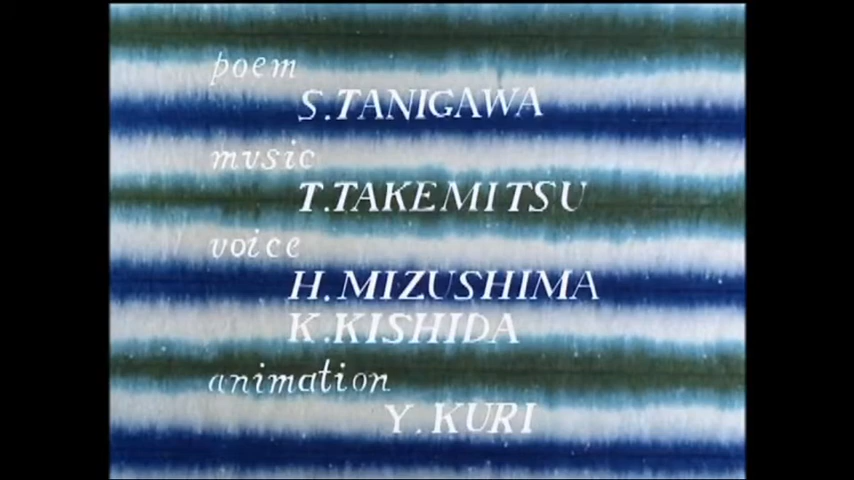 poem
S.TANIGAWA
music
T.TAKEMITSU
voice
H.MIZUSHIMA
K.KISHIDA
animation
Y.KURI